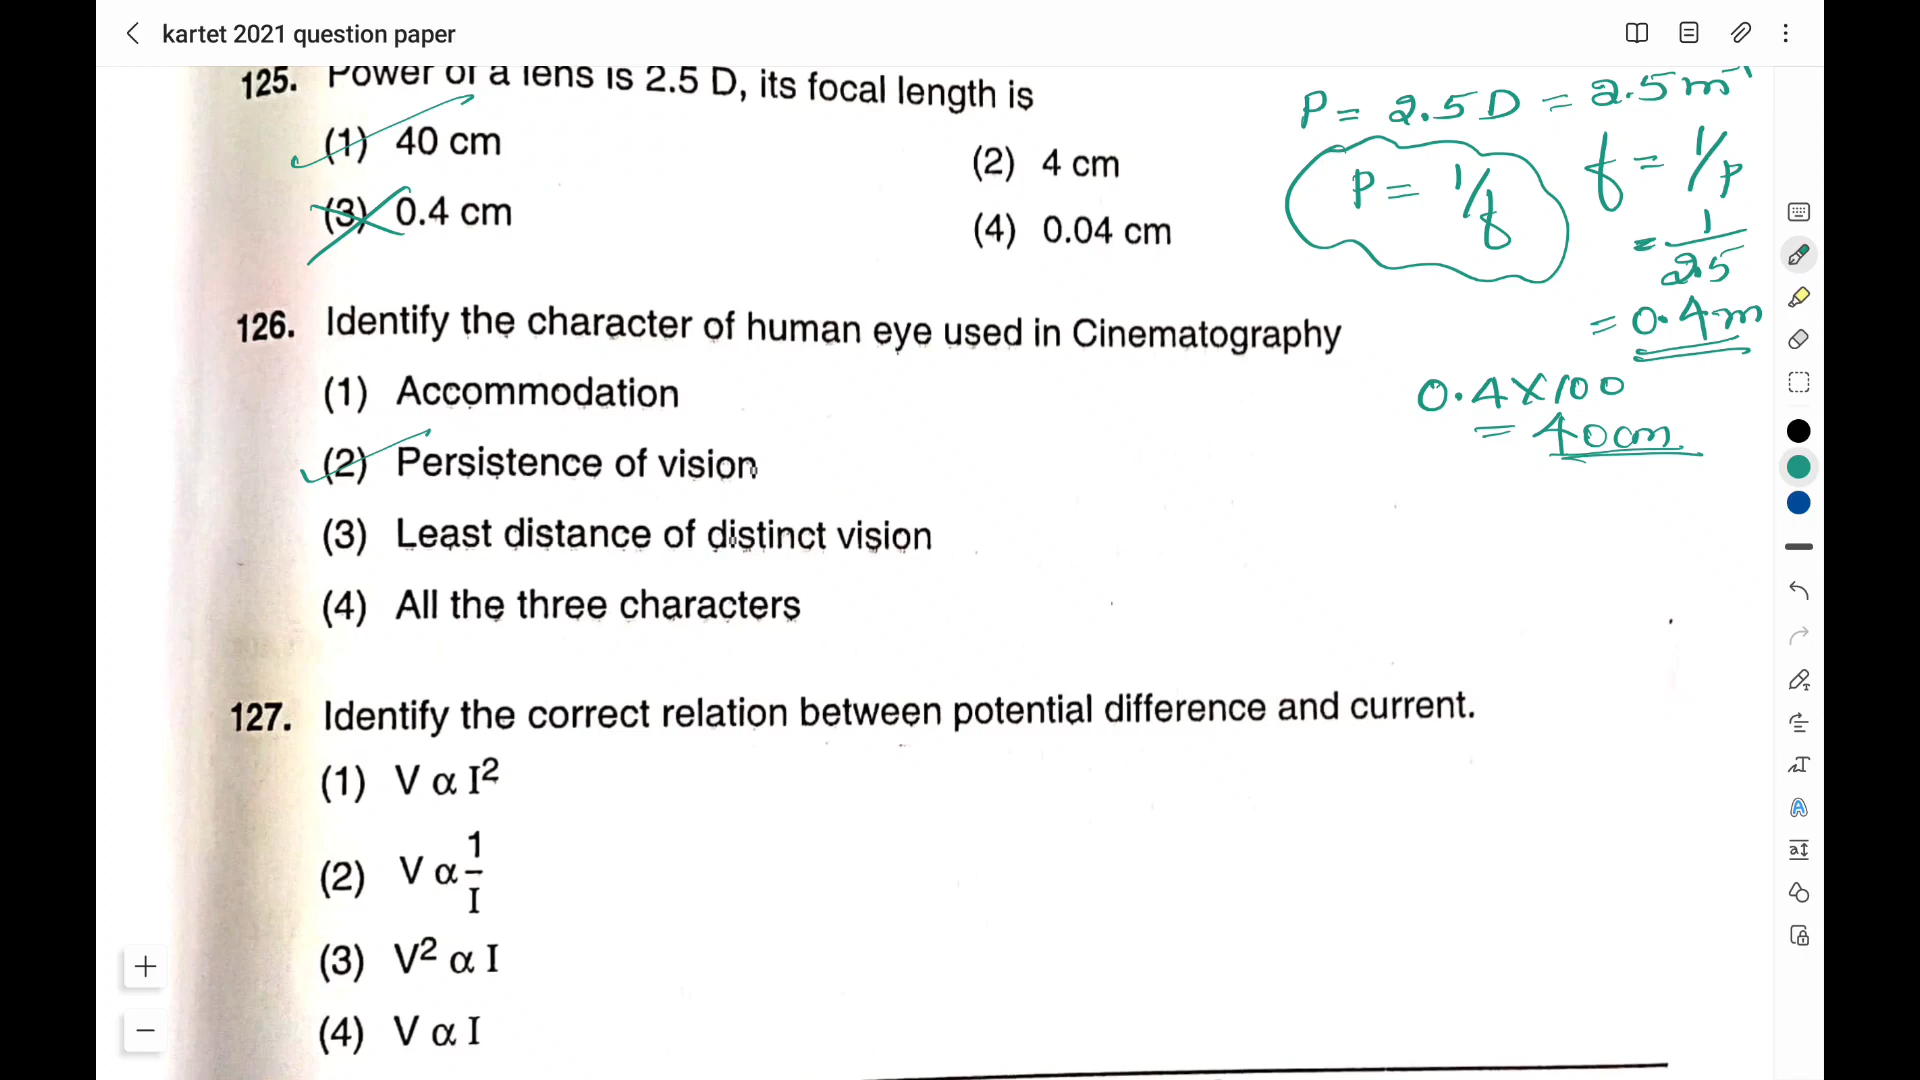 kartet 2021 question paper
125. Power of a lens is 2.5 D, its focal length is
(1) 40 cm
(2) 4 cm
(3) 0.4 cm
(4) 0.04 cm
126. Identify the character of human eye used in Cinematography
(1) Accommodation
(2) Persistence of vision
(3) Least distance of distinct vision
(4) All the three characters
127. Identify the correct relation between potential difference and current.
(1) V α I²
(2) V α 1/I
(3) V² α I
(4) V α I
P = 2.5 D = 2.5 m⁻¹
P = 1/f
f = 1/P
= 1/2.5
= 0.4 m
0.4 × 100
= 40 cm